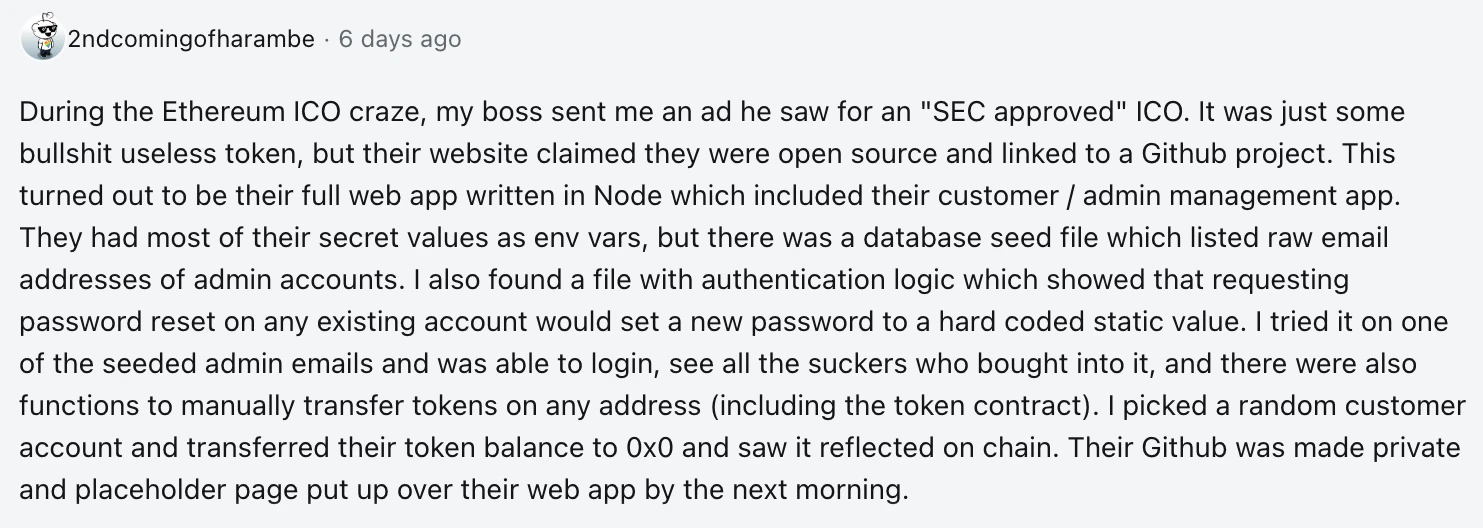 2ndcomingofharambe · 6 days ago
During the Ethereum ICO craze, my boss sent me an ad he saw for an "SEC approved" ICO. It was just some
bullshit useless token, but their website claimed they were open source and linked to a Github project. This
turned out to be their full web app written in Node which included their customer / admin management app.
They had most of their secret values as env vars, but there was a database seed file which listed raw email
addresses of admin accounts. I also found a file with authentication logic which showed that requesting
password reset on any existing account would set a new password to a hard coded static value. I tried it on one
of the seeded admin emails and was able to login, see all the suckers who bought into it, and there were also
functions to manually transfer tokens on any address (including the token contract). I picked a random customer
account and transferred their token balance to 0x0 and saw it reflected on chain. Their Github was made private
and placeholder page put up over their web app by the next morning.